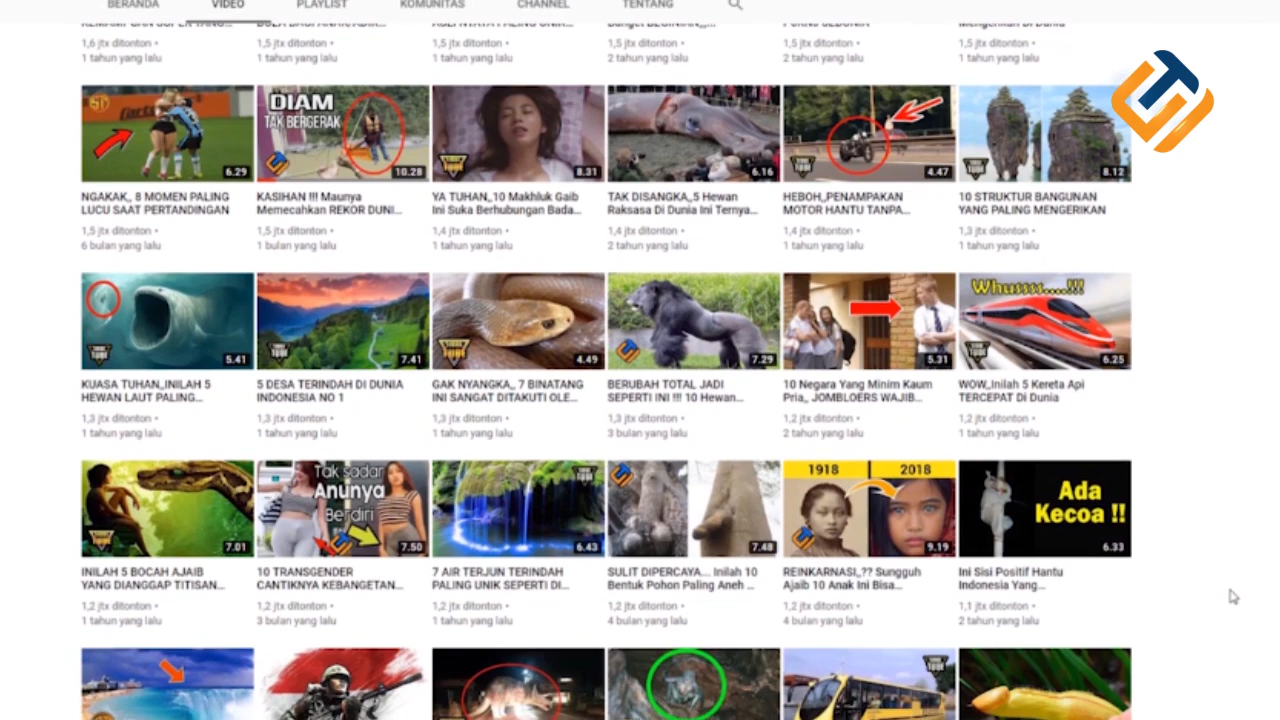 BERANDA VIDEO PLAYLIST KOMUNITAS CHANNEL TENTANG
1,6 jtx ditonton • 1,5 jtx ditonton • 1,5 jtx ditonton • 1,5 jtx ditonton • 1,5 jtx ditonton • 1,5 jtx ditonton •
1 tahun yang lalu 1 tahun yang lalu 1 tahun yang lalu 2 tahun yang lalu 2 tahun yang lalu 1 tahun yang lalu
DIAM
TAK BERGERAK
6.29 10.28 8.31 6.16 4.47 8.12
NGAKAK,, 8 MOMEN PALING KASIHAN !!! Maunya YA TUHAN,,10 Makhluk Gaib TAK DISANGKA,,5 Hewan HEBOH,,PENAMPAKAN 10 STRUKTUR BANGUNAN
LUCU SAAT PERTANDINGAN Memecahkan REKOR DUNI... Ini Suka Berhubungan Bada... Raksasa Di Dunia Ini Ternya... MOTOR HANTU TANPA... YANG PALING MENGERIKAN
1,5 jtx ditonton • 1,5 jtx ditonton • 1,4 jtx ditonton • 1,4 jtx ditonton • 1,4 jtx ditonton • 1,3 jtx ditonton •
6 bulan yang lalu 1 bulan yang lalu 1 tahun yang lalu 2 tahun yang lalu 1 tahun yang lalu 1 tahun yang lalu
Whussss....!!!
5.41 7.41 4.49 7.29 5.31 6.25
KUASA TUHAN,,INILAH 5 5 DESA TERINDAH DI DUNIA GAK NYANGKA,, 7 BINATANG BERUBAH TOTAL JADI 10 Negara Yang Minim Kaum WOW,,Inilah 5 Kereta Api
HEWAN LAUT PALING... INDONESIA NO 1 INI SANGAT DITAKUTI OLE... SEPERTI INI !!! 10 Hewan... Pria,, JOMBLOERS WAJIB... TERCEPAT Di Dunia
1,3 jtx ditonton • 1,3 jtx ditonton • 1,3 jtx ditonton • 1,3 jtx ditonton • 1,2 jtx ditonton • 1,2 jtx ditonton •
1 tahun yang lalu 1 tahun yang lalu 1 tahun yang lalu 3 bulan yang lalu 2 tahun yang lalu 1 tahun yang lalu
Tak sadar 1918 2018
Anunya Ada
Berdiri Kecoa !!
7.01 7.50 6.43 7.48 9.19 6.33
INILAH 5 BOCAH AJAIB 10 TRANSGENDER 7 AIR TERJUN TERINDAH SULIT DIPERCAYA... Inilah 10 REINKARNASI,,?? Sungguh Ini Sisi Positif Hantu
YANG DIANGGAP TITISAN... CANTIKNYA KEBANGETAN... PALING UNIK SEPERTI DI... Bentuk Pohon Paling Aneh ... Ajaib 10 Anak Ini Bisa... Indonesia Yang...
1,2 jtx ditonton • 1,2 jtx ditonton • 1,2 jtx ditonton • 1,2 jtx ditonton • 1,2 jtx ditonton • 1,1 jtx ditonton •
1 tahun yang lalu 3 bulan yang lalu 1 tahun yang lalu 4 bulan yang lalu 4 bulan yang lalu 2 tahun yang lalu